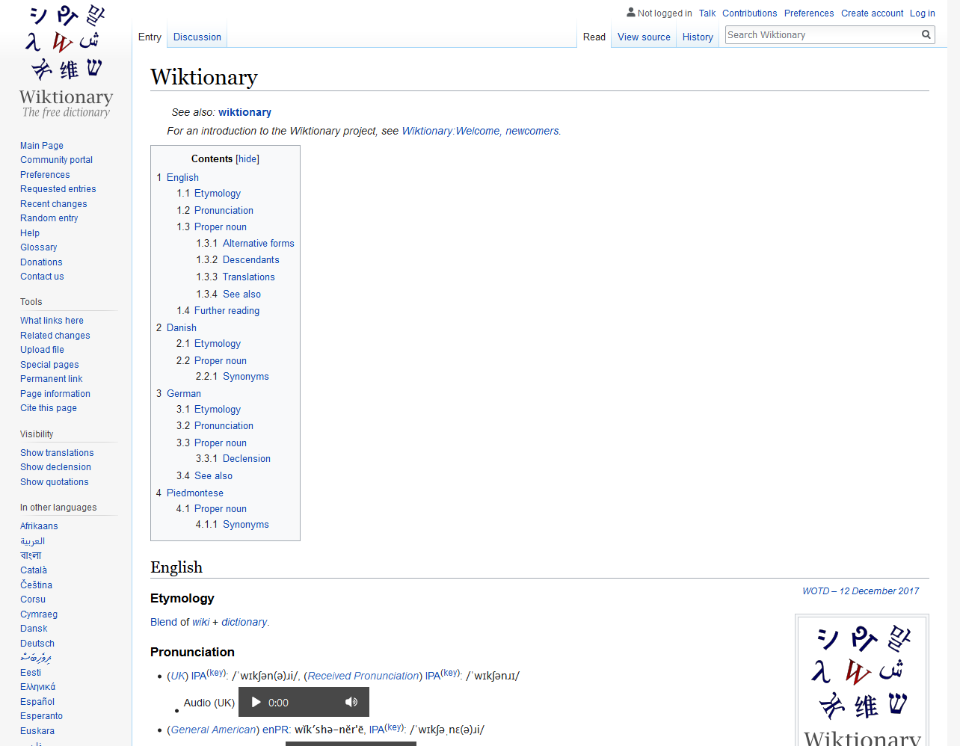 Wiktionary
The free dictionary
Not logged in Talk Contributions Preferences Create account Log in
Entry Discussion Read View source History Search Wiktionary
Main Page
Community portal
Preferences
Requested entries
Recent changes
Random entry
Help
Glossary
Donations
Contact us
Tools
What links here
Related changes
Upload file
Special pages
Permanent link
Page information
Cite this page
Visibility
Show translations
Show declension
Show quotations
In other languages
Afrikaans
العربية
বাংলা
Català
Čeština
Corsu
Cymraeg
Dansk
Deutsch
ދިވެހިބަސް
Eesti
Ελληνικά
Español
Esperanto
Euskara
Wiktionary
See also: wiktionary
For an introduction to the Wiktionary project, see Wiktionary:Welcome, newcomers.
Contents [hide]
1 English
1.1 Etymology
1.2 Pronunciation
1.3 Proper noun
1.3.1 Alternative forms
1.3.2 Descendants
1.3.3 Translations
1.3.4 See also
1.4 Further reading
2 Danish
2.1 Etymology
2.2 Proper noun
2.2.1 Synonyms
3 German
3.1 Etymology
3.2 Pronunciation
3.3 Proper noun
3.3.1 Declension
3.4 See also
4 Piedmontese
4.1 Proper noun
4.1.1 Synonyms
English
WOTD – 12 December 2017
Etymology
Blend of wiki + dictionary.
Pronunciation
• (UK) IPA(key): /ˈwɪkʃən(ə)ɹi/, (Received Pronunciation) IPA(key): /ˈwɪkʃənɹɪ/
• Audio (UK) 0:00
• (General American) enPR: wĭk′shə-nĕr'ē, IPA(key): /ˈwɪkʃəˌnɛ(ə)ɹi/
말
λ W ش
维 ש
Wiktionary